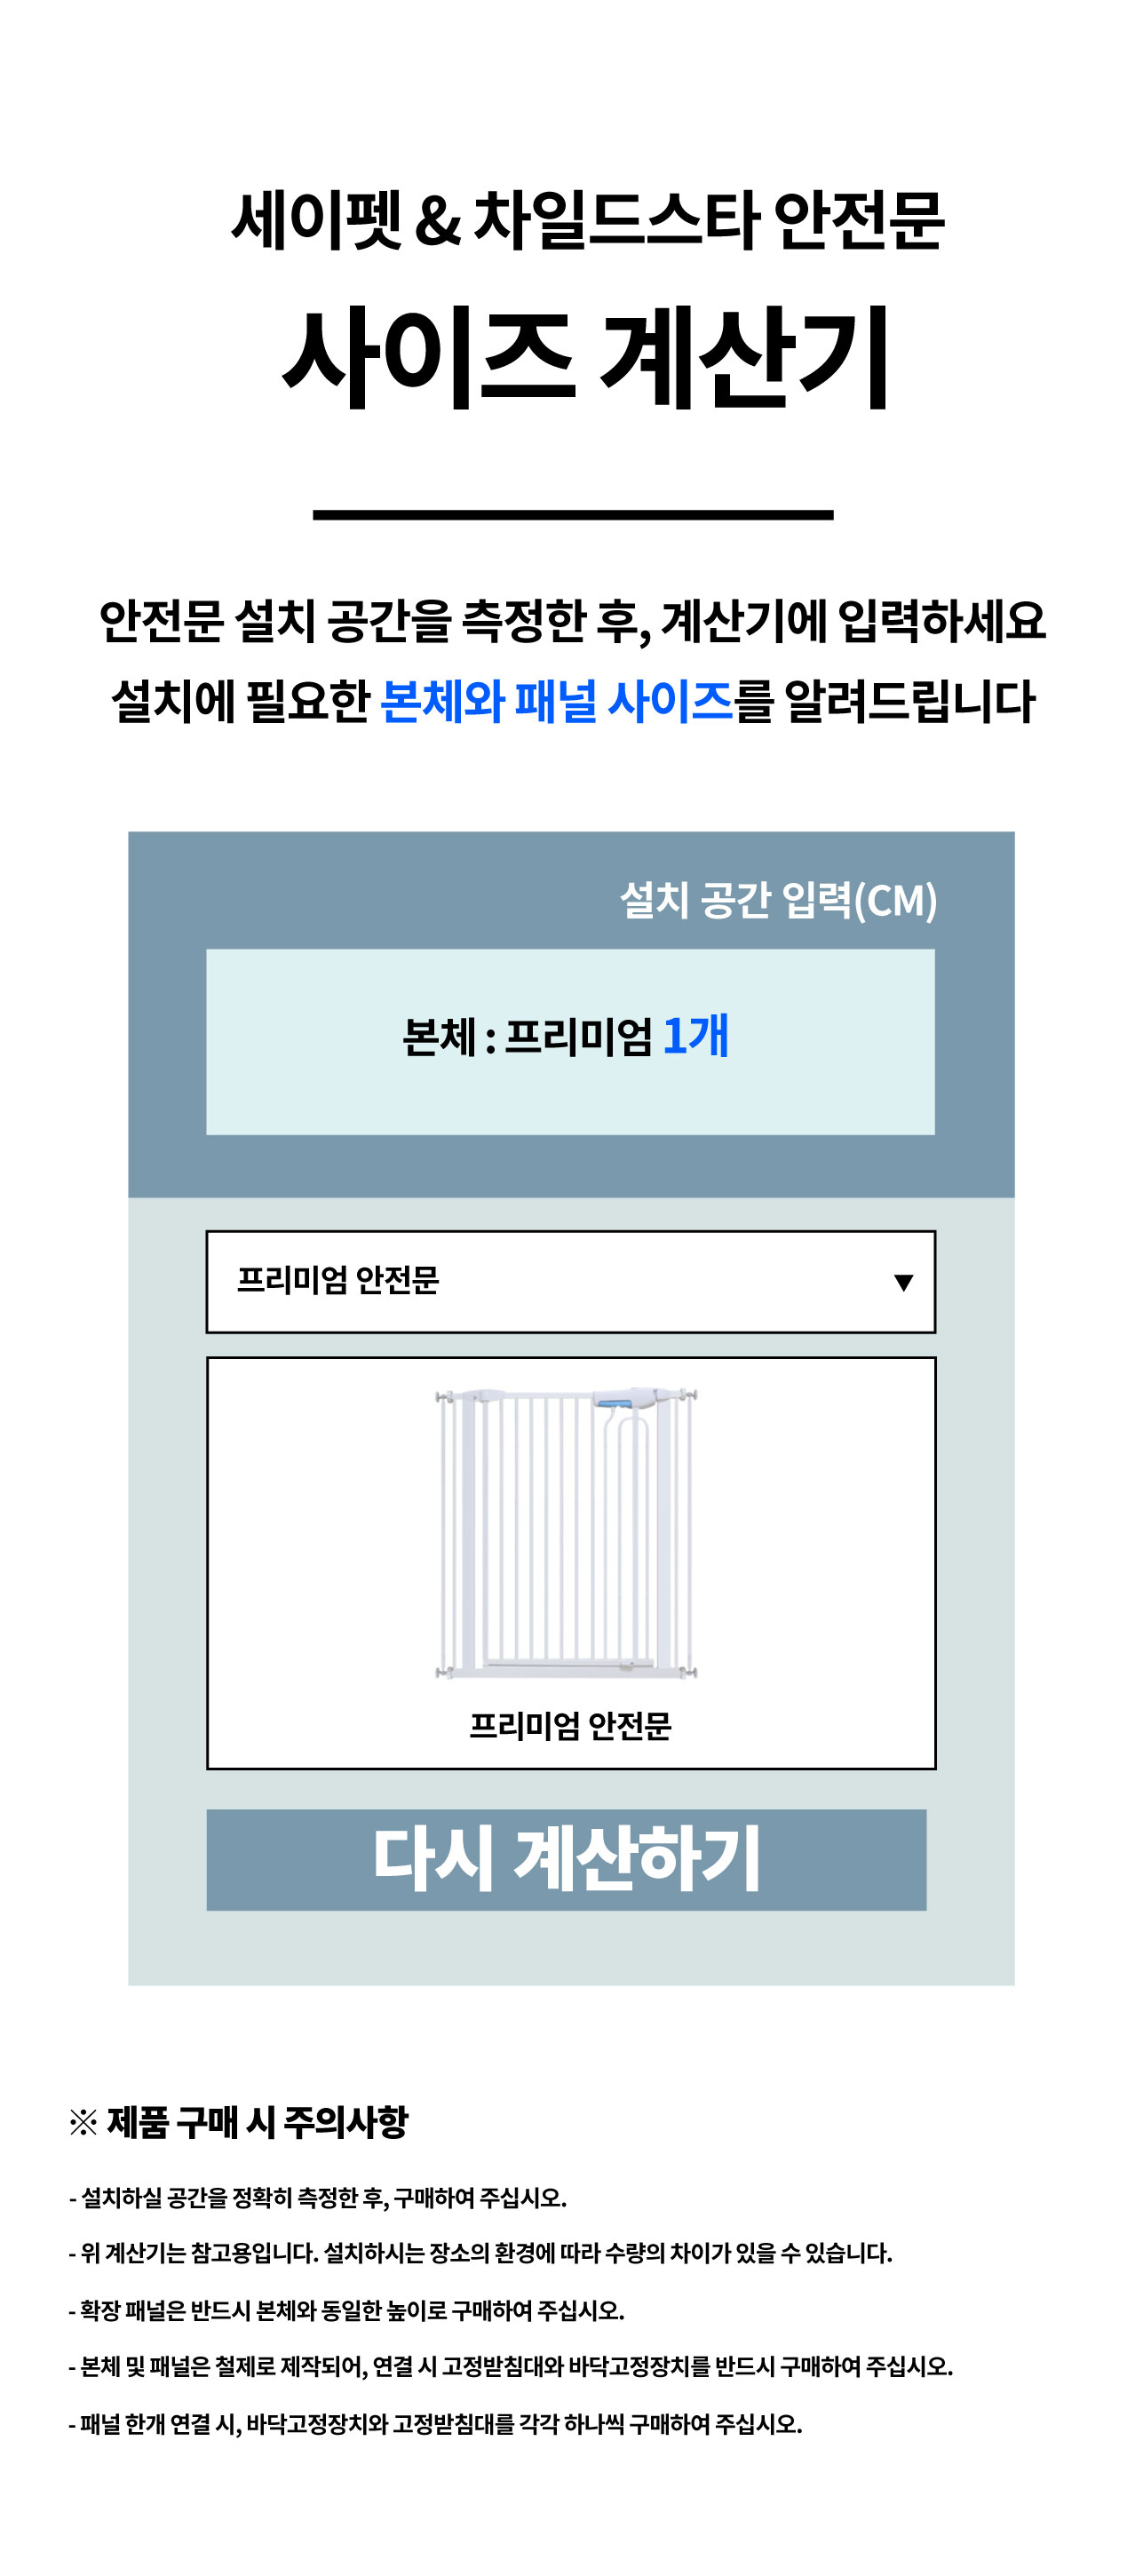 세이펫 & 차일드스타 안전문
사이즈 계산기
안전문 설치 공간을 측정한 후, 계산기에 입력하세요
설치에 필요한 본체와 패널 사이즈를 알려드립니다
설치 공간 입력(CM)
본체 : 프리미엄 1개
프리미엄 안전문 ▼
프리미엄 안전문
다시 계산하기
※ 제품 구매 시 주의사항
- 설치하실 공간을 정확히 측정한 후, 구매하여 주십시오.
- 위 계산기는 참고용입니다. 설치하시는 장소의 환경에 따라 수량의 차이가 있을 수 있습니다.
- 확장 패널은 반드시 본체와 동일한 높이로 구매하여 주십시오.
- 본체 및 패널은 철제로 제작되어, 연결 시 고정받침대와 바닥고정장치를 반드시 구매하여 주십시오.
- 패널 한개 연결 시, 바닥고정장치와 고정받침대를 각각 하나씩 구매하여 주십시오.